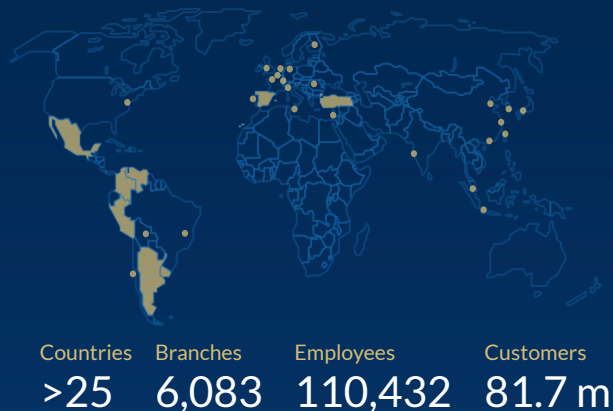 Countries Branches Employees Customers
>25 6,083 110,432 81.7 m